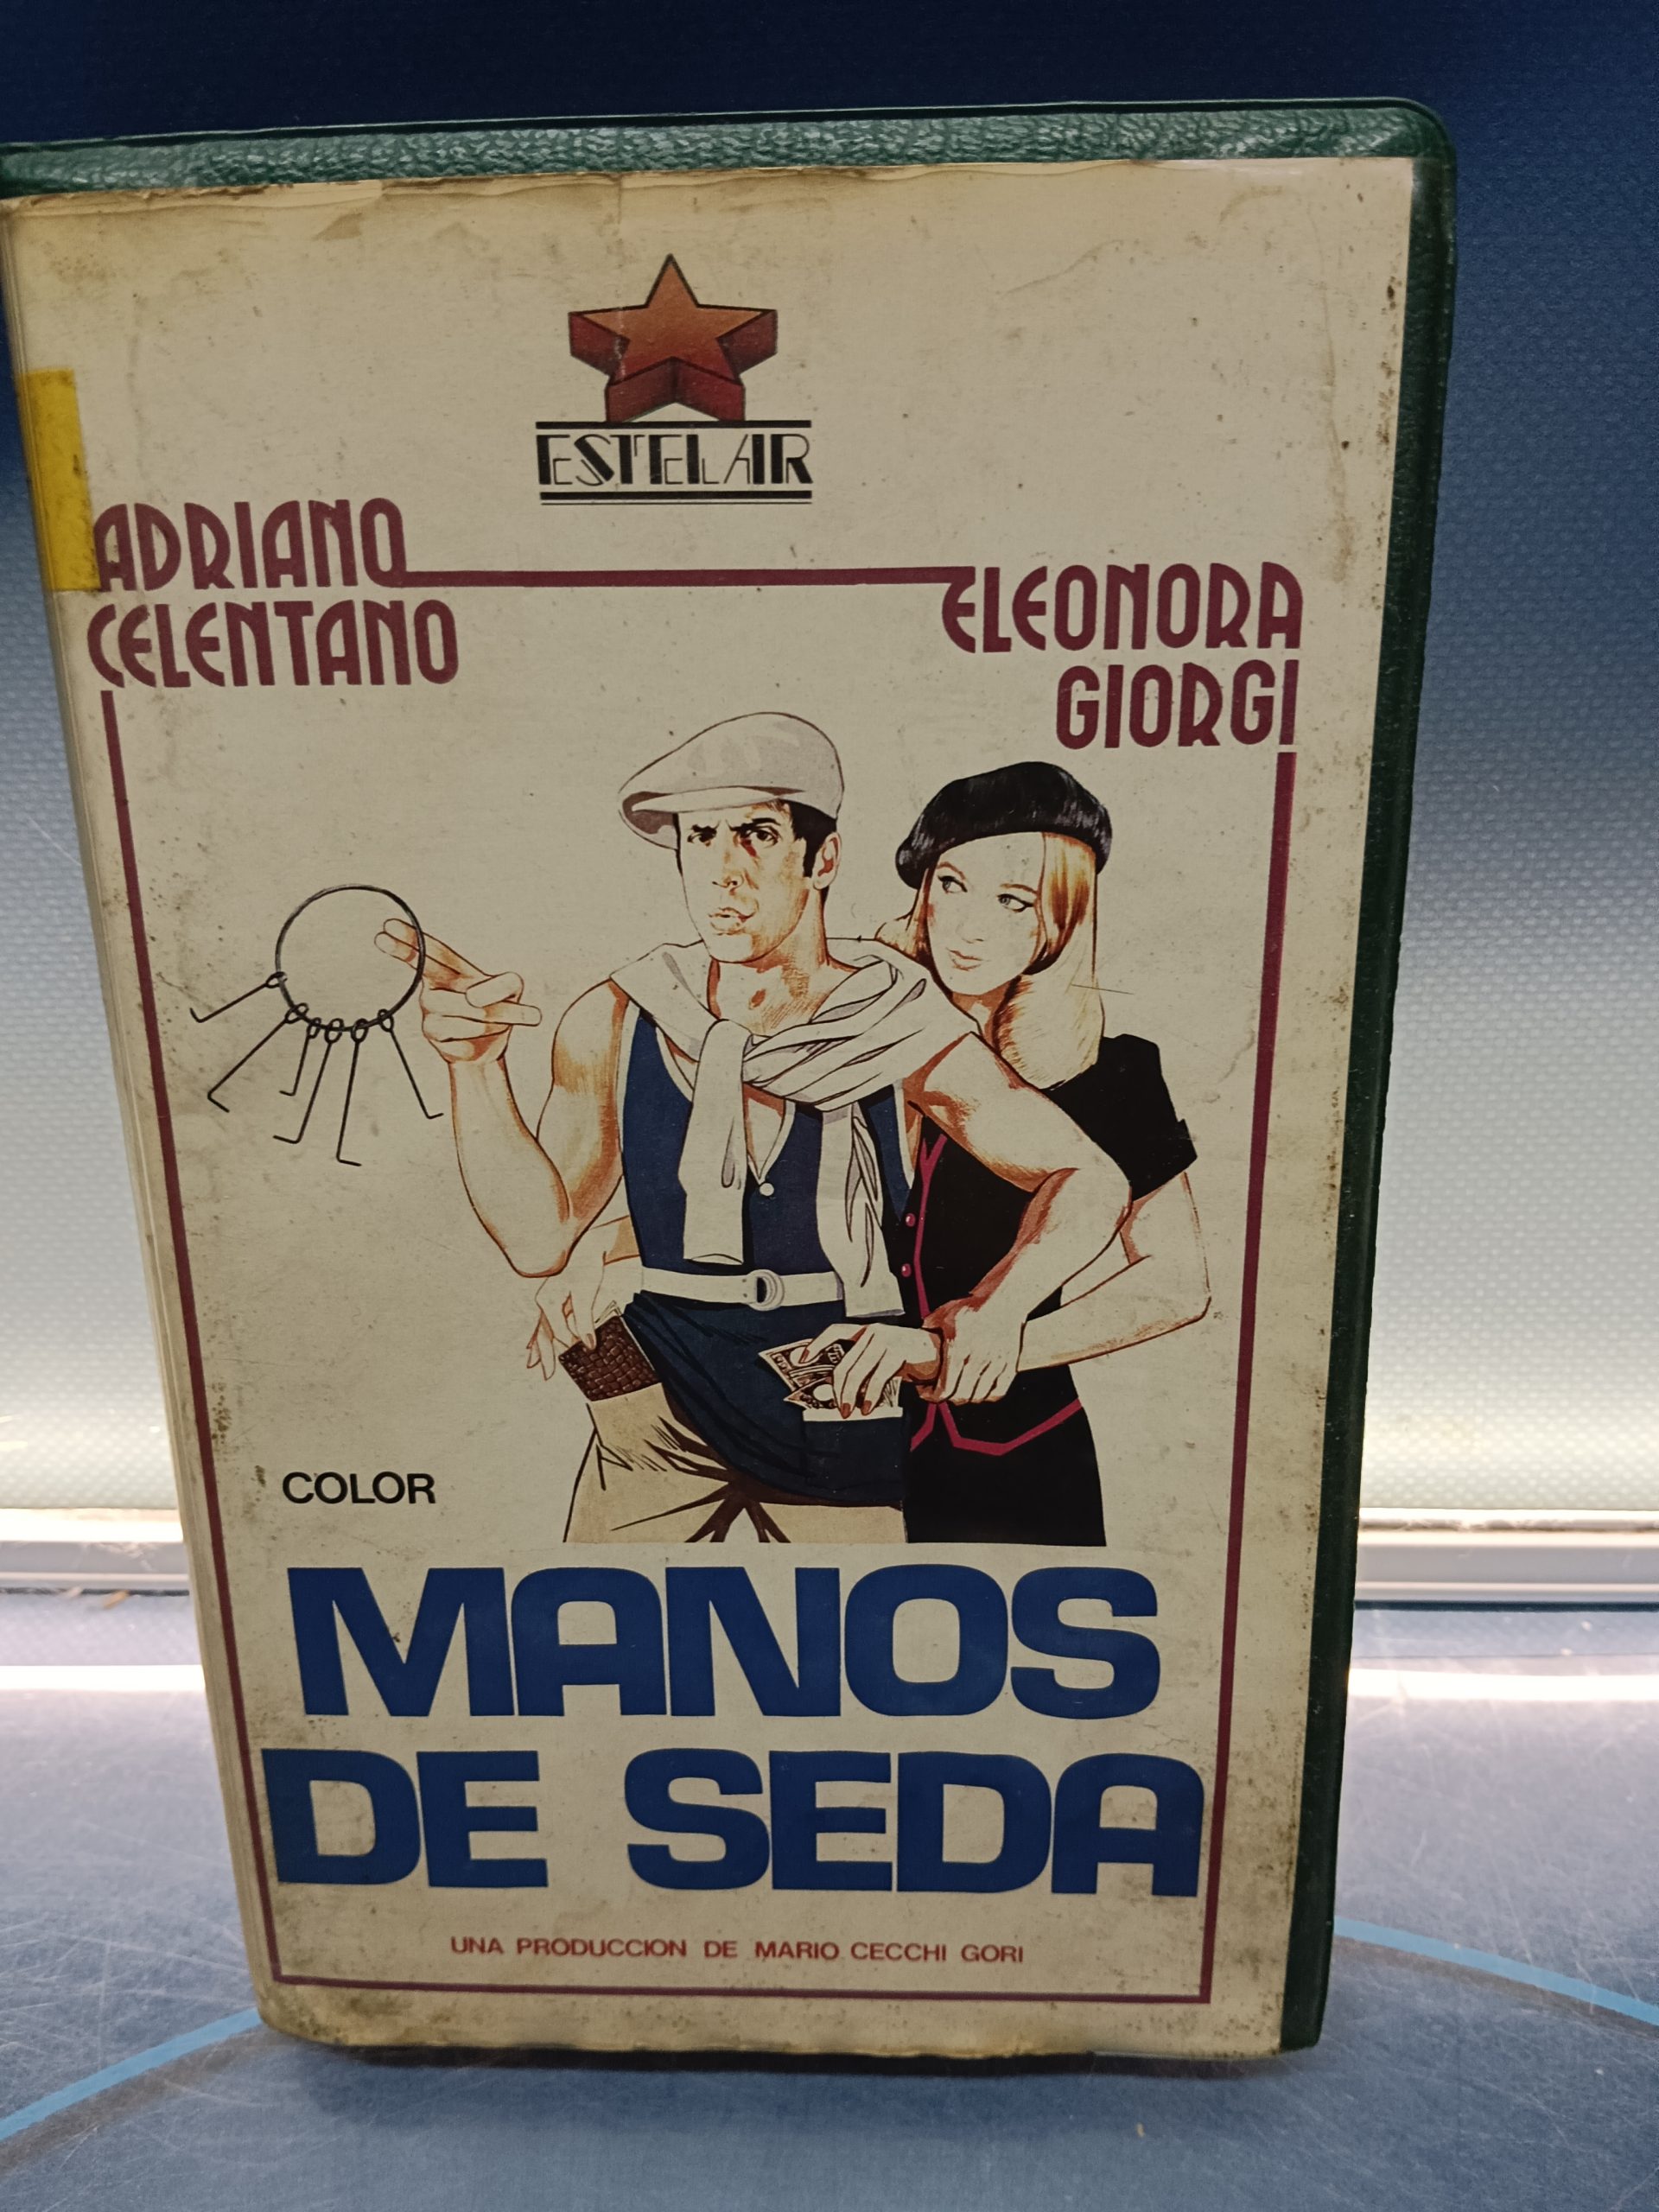 ESTELAR
ADRIANO
CELENTANO
ELEONORA
GIORGI
COLOR
MANOS
DE SEDA
UNA PRODUCCION DE MARIO CECCHI GORI